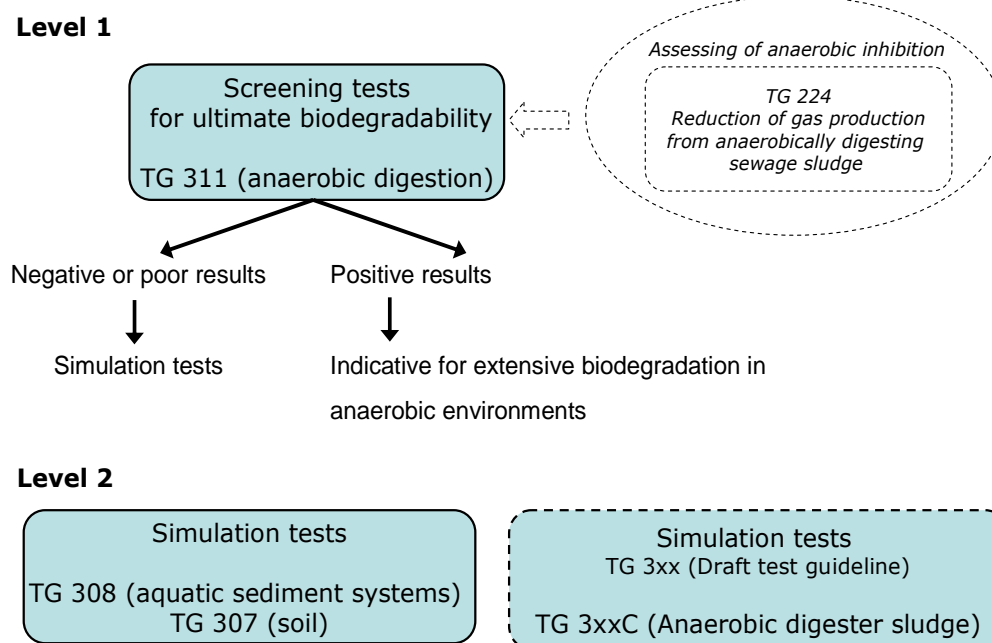 Level 1
Assessing of anaerobic inhibition
Screening tests
for ultimate biodegradability
TG 311 (anaerobic digestion)
TG 224
Reduction of gas production
from anaerobically digesting
sewage sludge
Negative or poor results
Positive results
Simulation tests
Indicative for extensive biodegradation in
anaerobic environments
Level 2
Simulation tests
TG 308 (aquatic sediment systems)
TG 307 (soil)
Simulation tests
TG 3xx (Draft test guideline)
TG 3xxC (Anaerobic digester sludge)